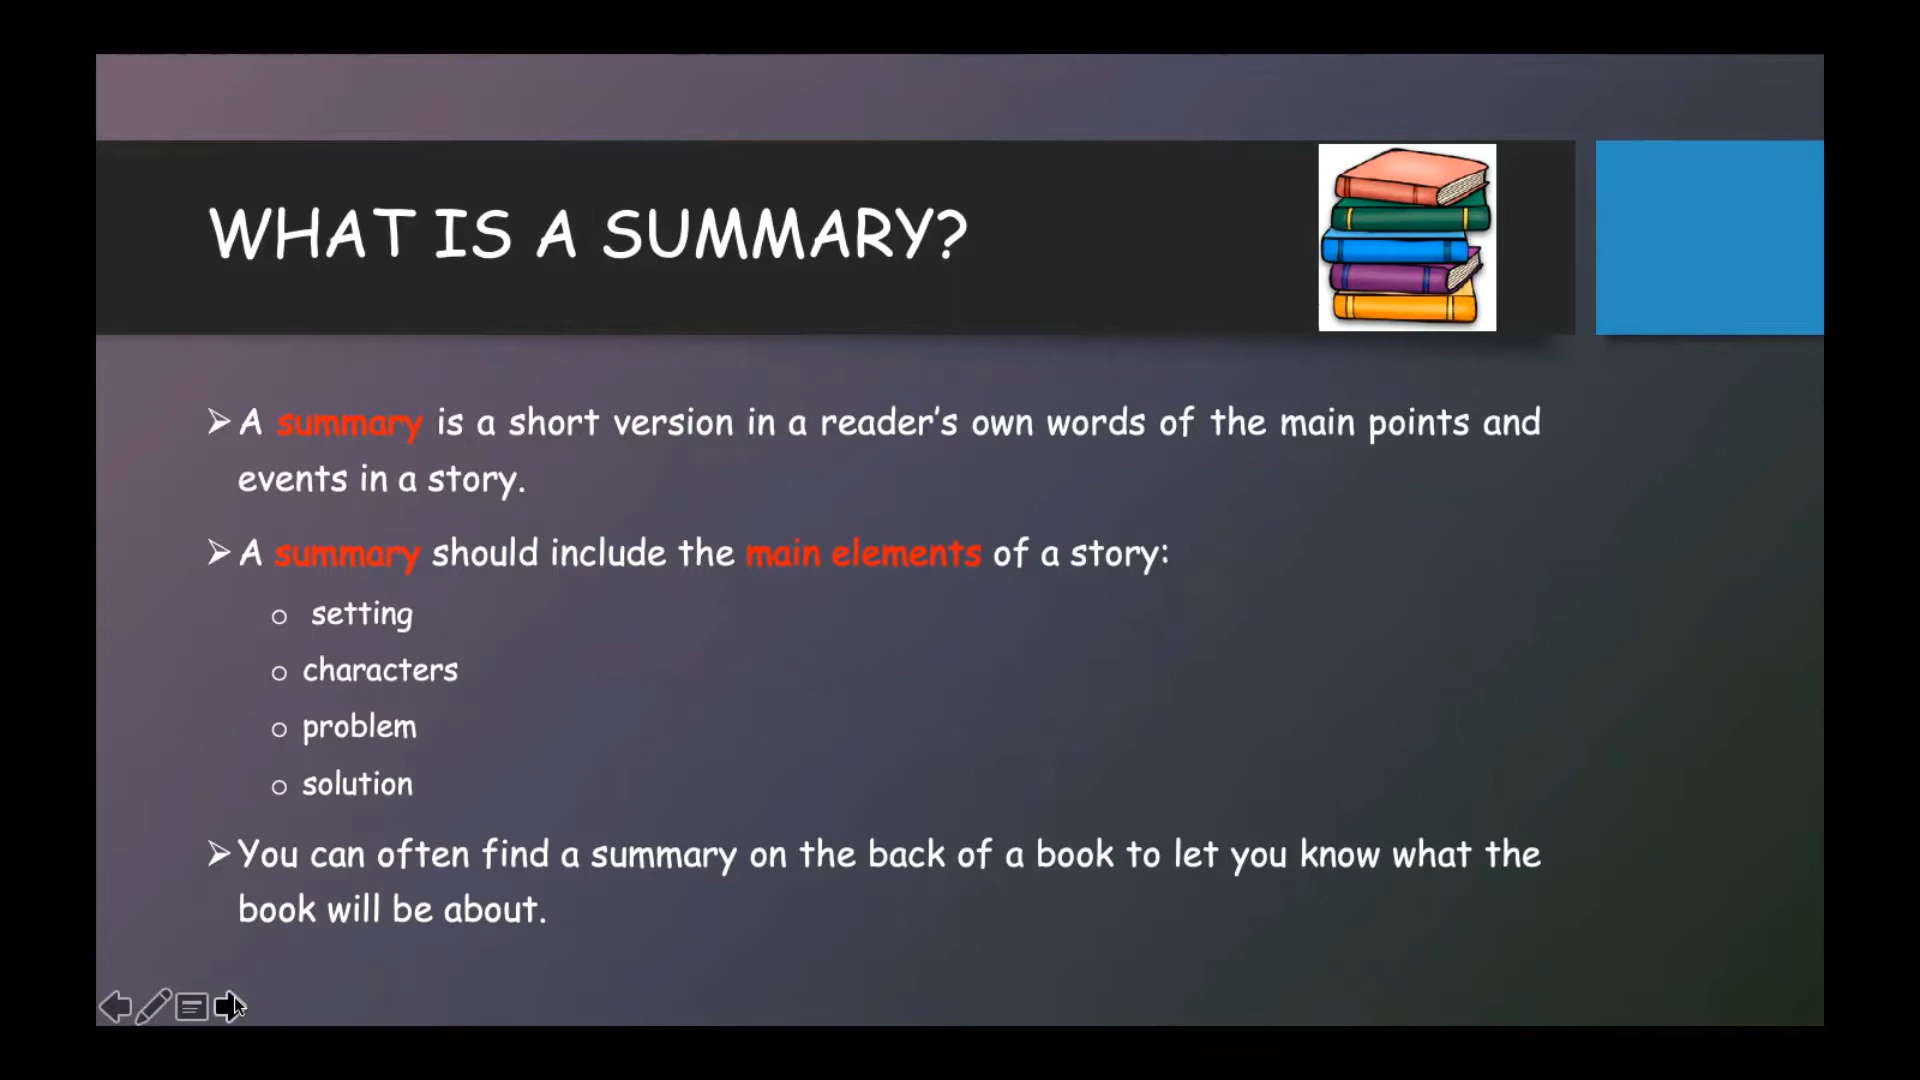 WHAT IS A SUMMARY?
➢ A summary is a short version in a reader's own words of the main points and
events in a story.
➢ A summary should include the main elements of a story:
o setting
o characters
o problem
o solution
➢ You can often find a summary on the back of a book to let you know what the
book will be about.